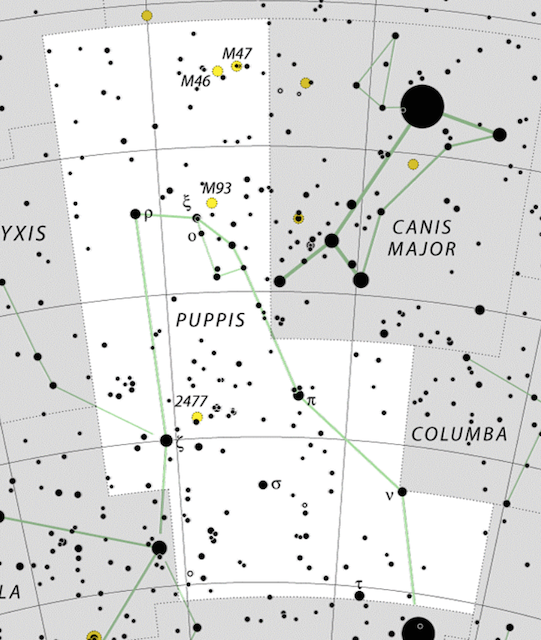 M47
M46
M93
ξ
ρ
ο
YXIS
CANIS
MAJOR
PUPPIS
2477
π
COLUMBA
ζ
σ
ν
τ
LA